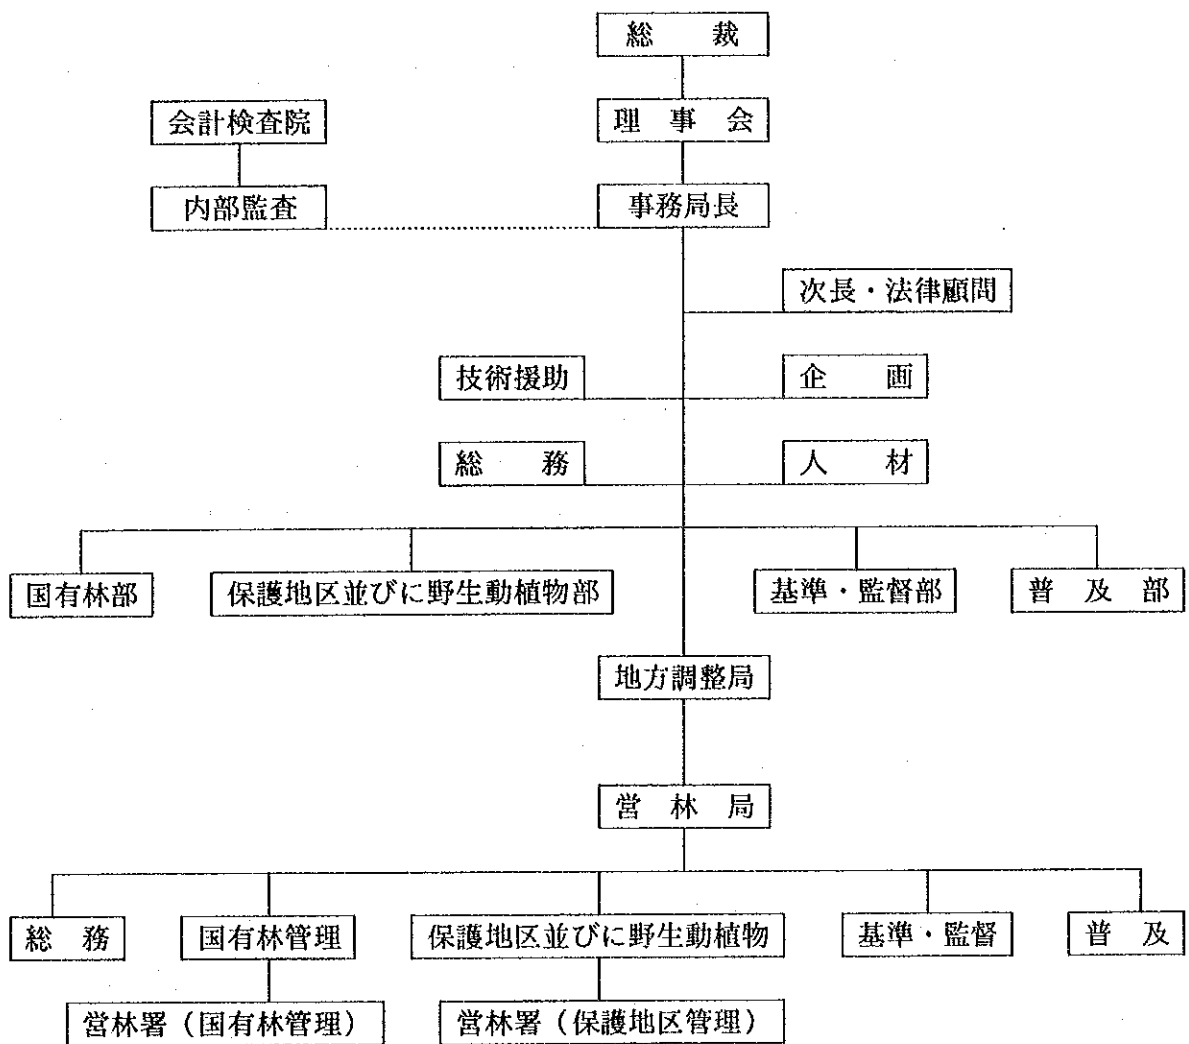 総　裁
会計検査院
理　事　会
内部監査
事務局長
次長・法律顧問
技術援助
企　画
総　務
人　材
国有林部
保護地区並びに野生動植物部
基準・監督部
普　及　部
地方調整局
営　林　局
総　務
国有林管理
保護地区並びに野生動植物
基準・監督
普　及
営林署（国有林管理）
営林署（保護地区管理）